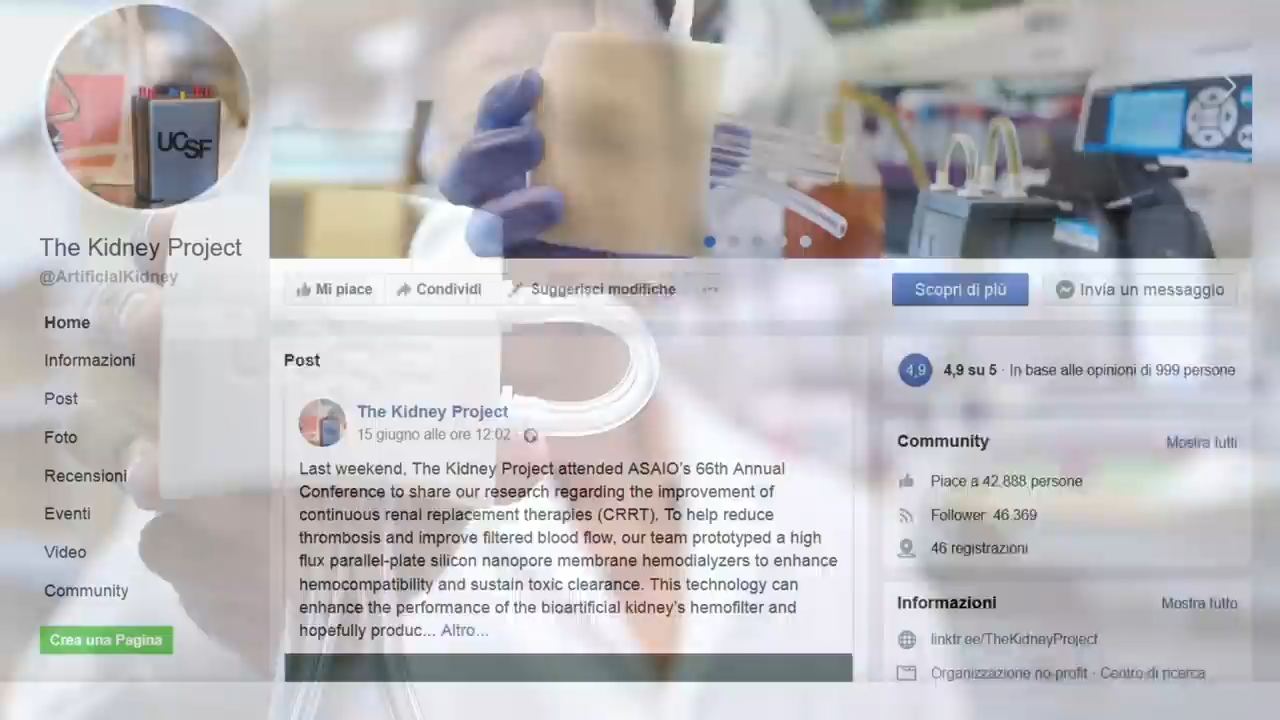 UCSF
The Kidney Project
@ArtificialKidney
Home
Informazioni
Post
Foto
Recensioni
Eventi
Video
Community
Crea una Pagina
Mi piace
Condividi
Suggerisci modifiche
Scopri di più
Invia un messaggio
Post
The Kidney Project
15 giugno alle ore 12:02 ·
Last weekend, The Kidney Project attended ASAIO's 66th Annual
Conference to share our research regarding the improvement of
continuous renal replacement therapies (CRRT). To help reduce
thrombosis and improve filtered blood flow, our team prototyped a high
flux parallel-plate silicon nanopore membrane hemodialyzers to enhance
hemocompatibility and sustain toxic clearance. This technology can
enhance the performance of the bioartificial kidney's hemofilter and
hopefully produc... Altro...
4,9 4,9 su 5 · In base alle opinioni di 999 persone
Community Mostra tutti
Piace a 42.888 persone
Follower: 46.369
46 registrazioni
Informazioni Mostra tutto
linktr.ee/TheKidneyProject
Organizzazione no-profit · Centro di ricerca